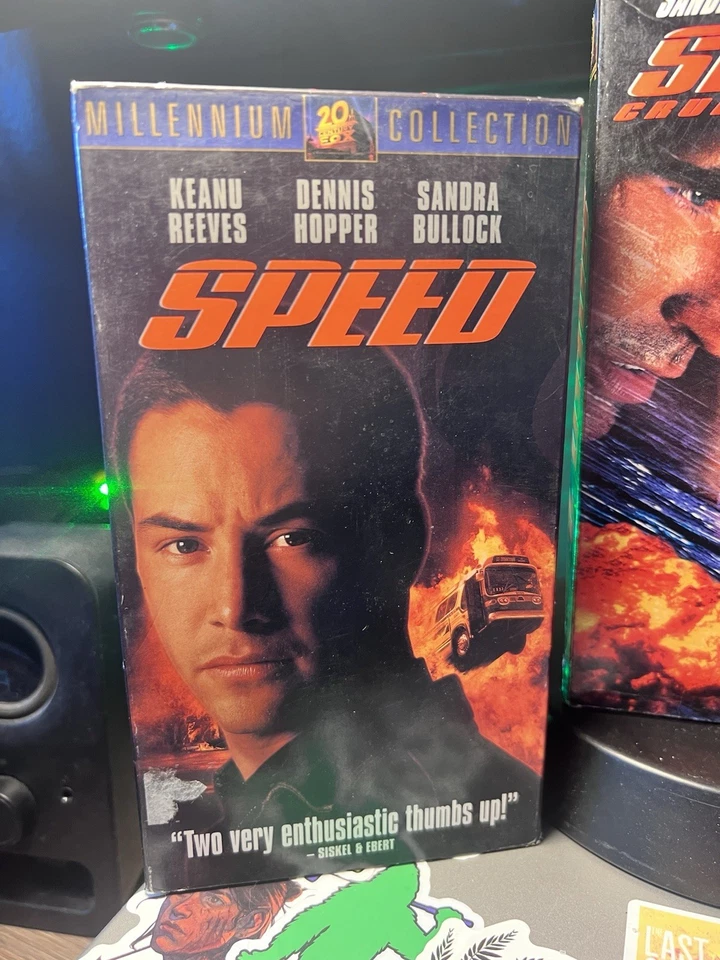 MILLENNIUM 20th CENTURY FOX COLLECTION
KEANU REEVES
DENNIS HOPPER
SANDRA BULLOCK
SPEED
"Two very enthusiastic thumbs up!"
– SISKEL & EBERT
LAST